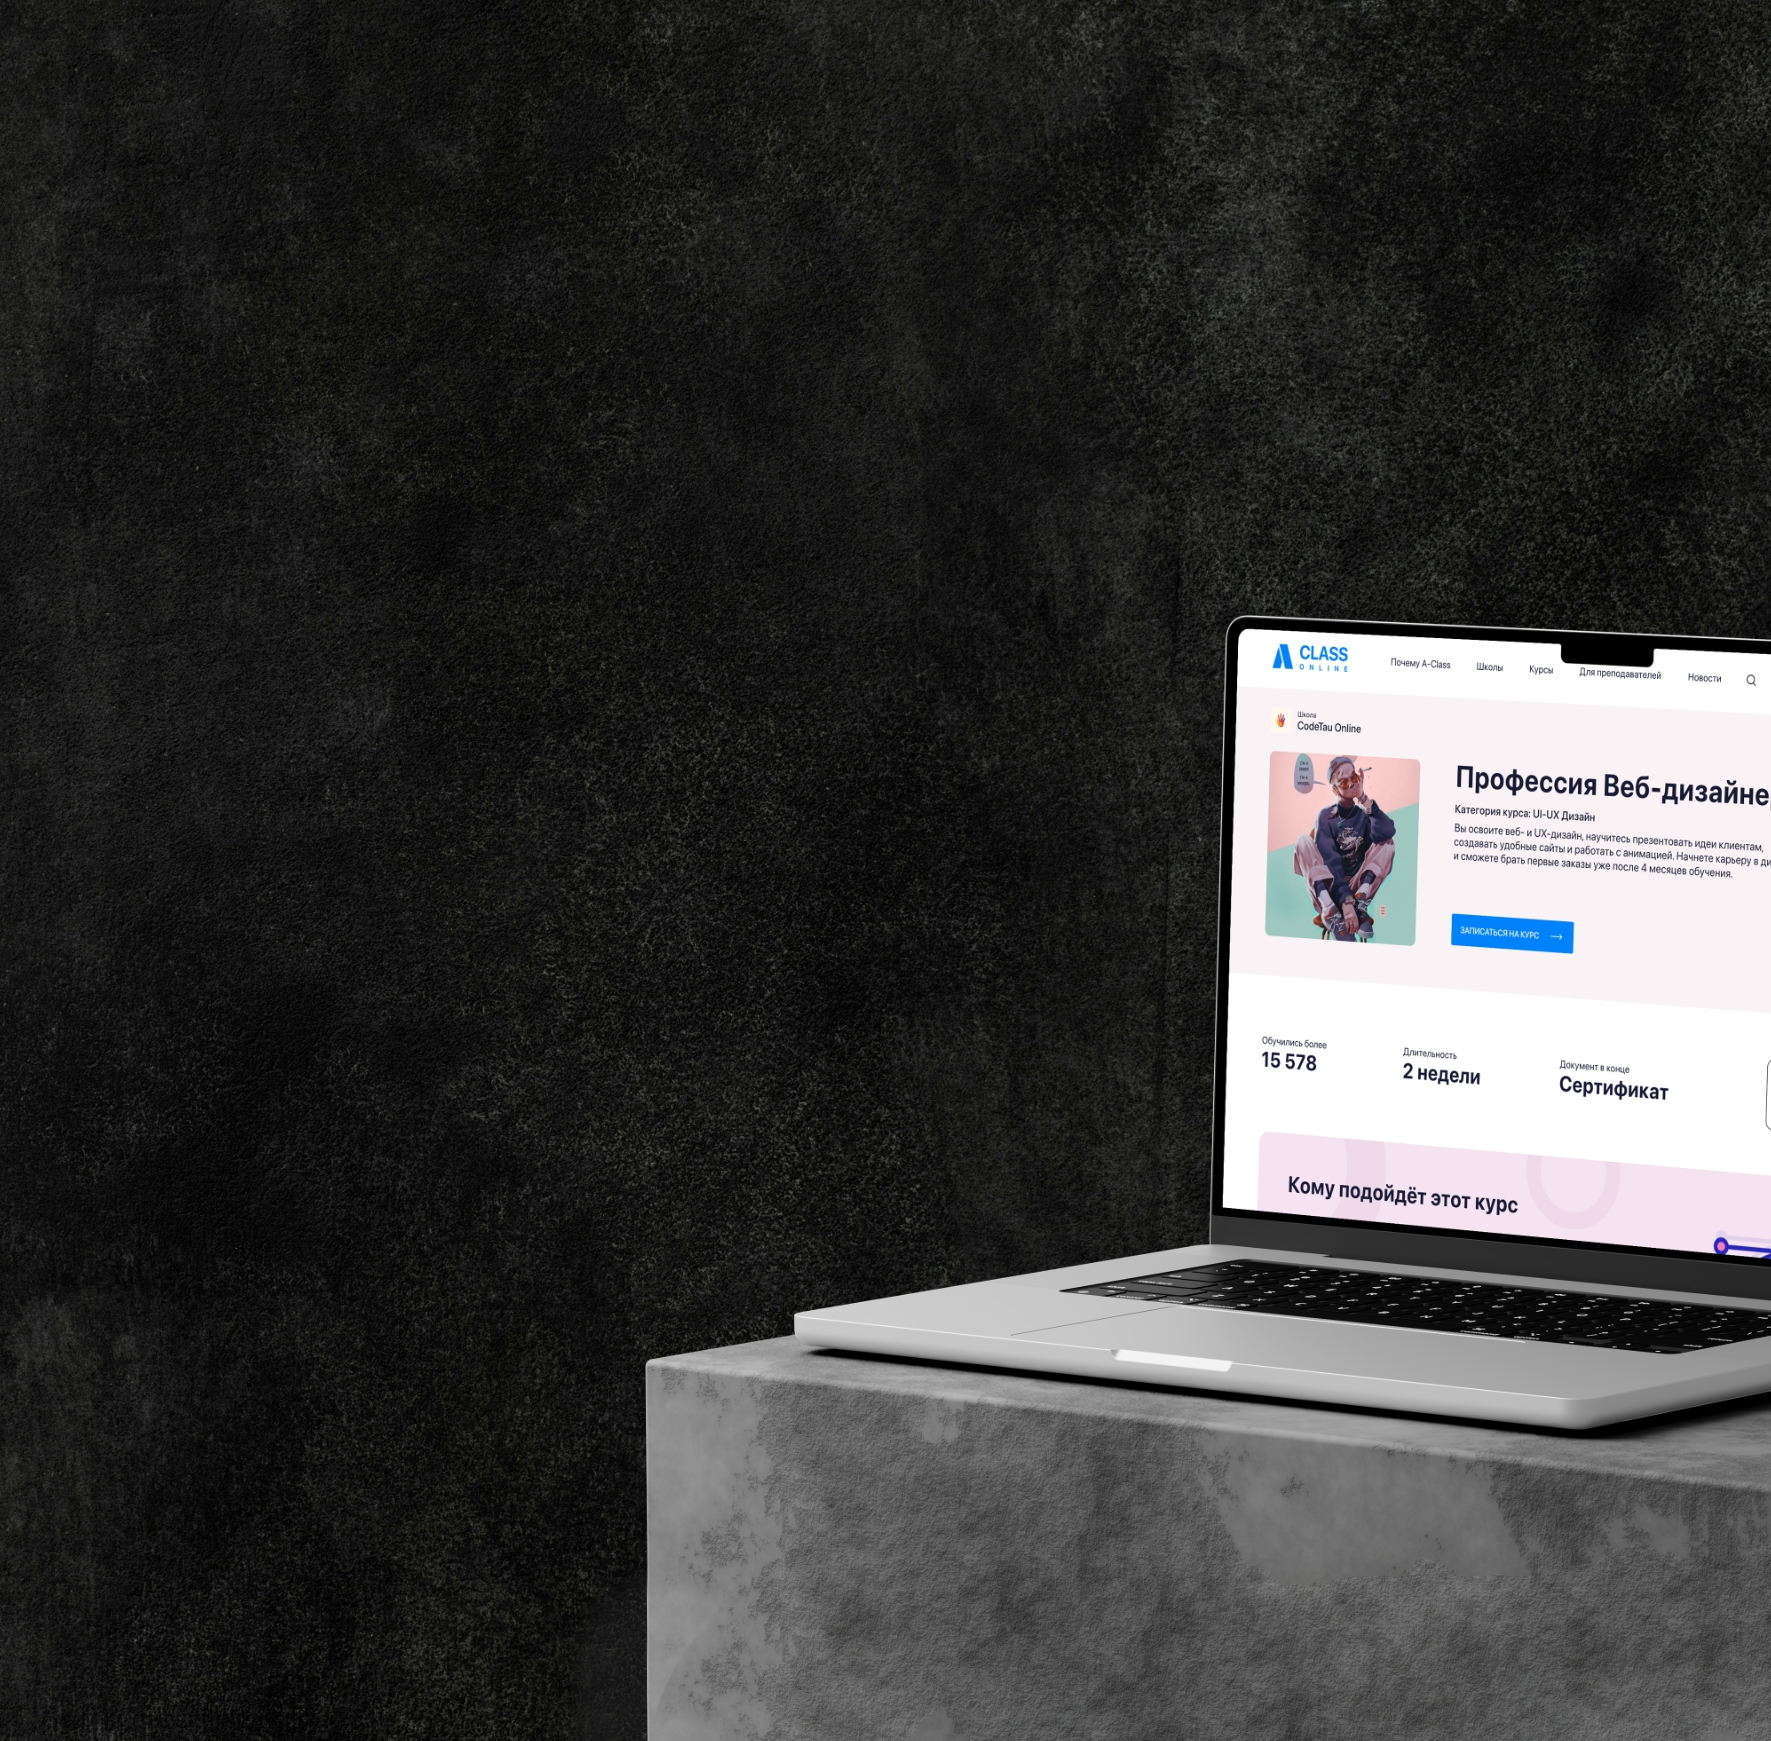 CLASS
ONLINE
Почему A-Class
Школы
Курсы
Для преподавателей
Новости
Школа
CodeTau Online
Профессия Веб-дизайне
Категория курса: UI-UX Дизайн
Вы освоите веб- и UX-дизайн, научитесь презентовать идеи клиентам,
создавать удобные сайты и работать с анимацией. Начнете карьеру в ди
и сможете брать первые заказы уже после 4 месяцев обучения.
ЗАПИСАТЬСЯ НА КУРС
Обучились более
15 578
Длительность
2 недели
Документ в конце
Сертификат
Кому подойдёт этот курс